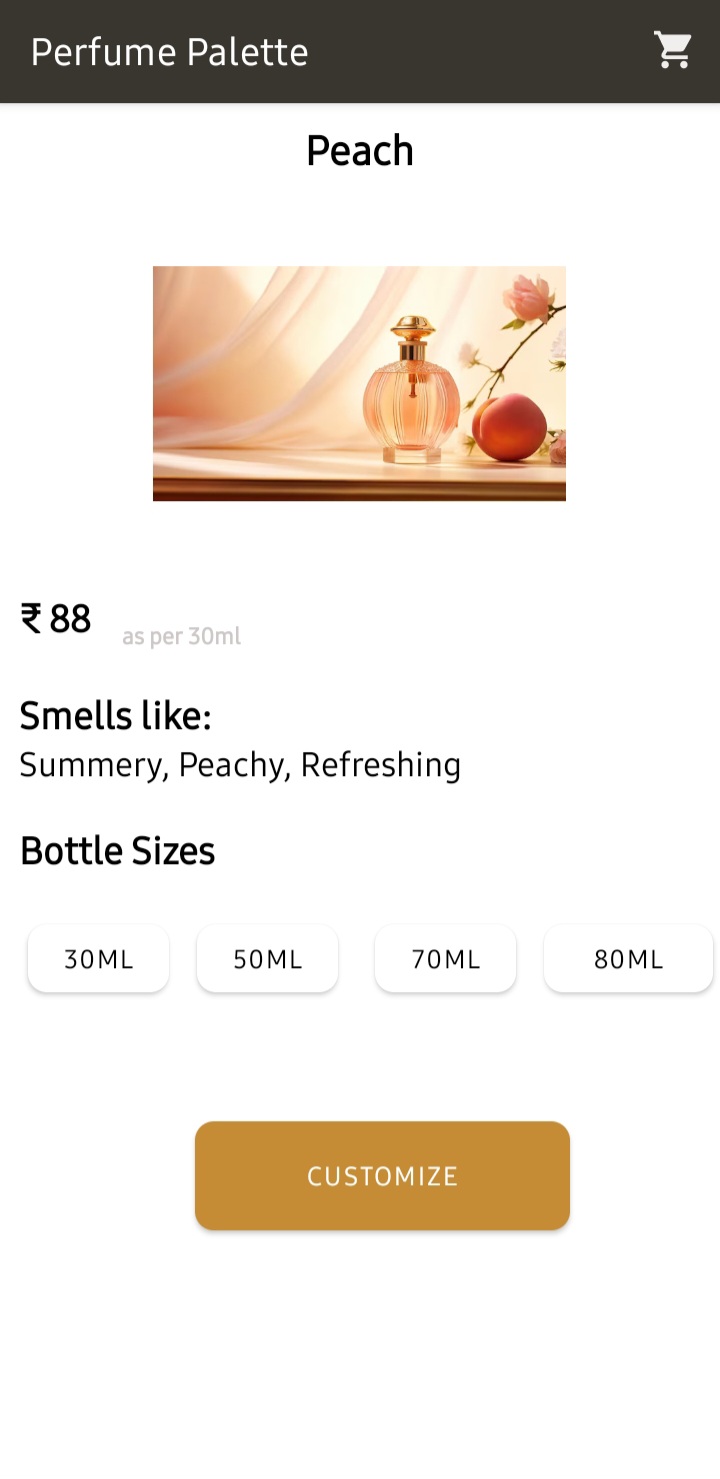 Perfume Palette
Peach
₹ 88 as per 30ml
Smells like:
Summery, Peachy, Refreshing
Bottle Sizes
30ML 50ML 70ML 80ML
CUSTOMIZE